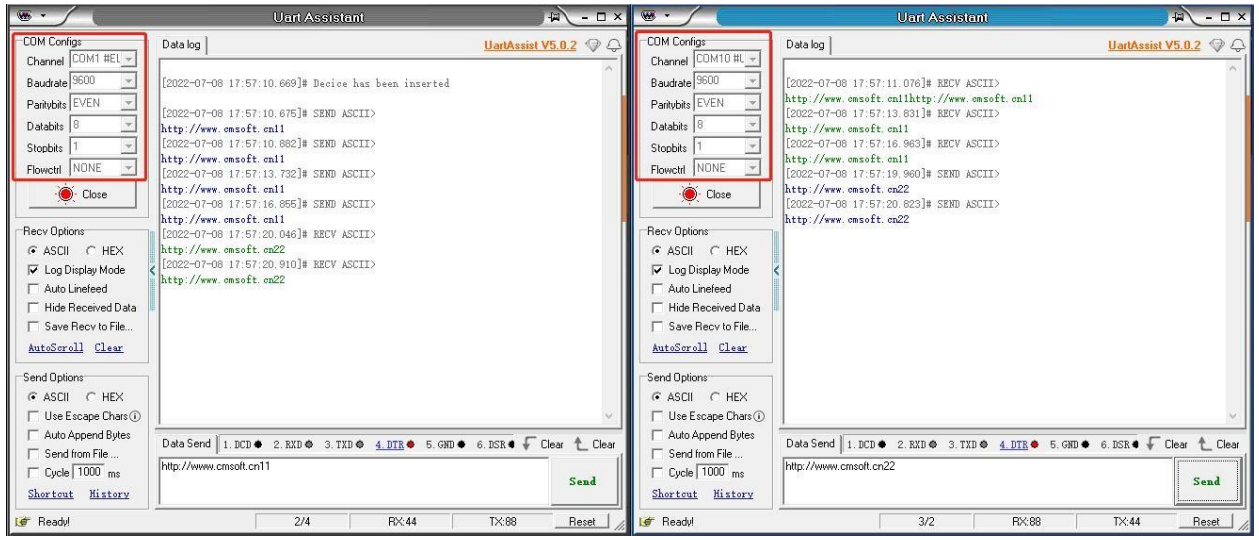 Uart Assistant
COM Configs
Channel COM1 #EL
Baudrate 9600
Paritybits EVEN
Databits 8
Stopbits 1
Flowctrl NONE
Close
Recv Options
ASCII HEX
Log Display Mode
Auto Linefeed
Hide Received Data
Save Recv to File...
AutoScroll Clear
Send Options
ASCII HEX
Use Escape Chars
Auto Append Bytes
Send from File ...
Cycle 1000 ms
Shortcut History
Data log UartAssist V5.0.2
[2022-07-08 17:57:10.669]# Decice has been inserted
[2022-07-08 17:57:10.675]# SEND ASCII>
http://www.cmsoft.cn11
[2022-07-08 17:57:10.882]# SEND ASCII>
http://www.cmsoft.cn11
[2022-07-08 17:57:13.732]# SEND ASCII>
http://www.cmsoft.cn11
[2022-07-08 17:57:16.855]# SEND ASCII>
http://www.cmsoft.cn11
[2022-07-08 17:57:20.046]# RECV ASCII>
http://www.cmsoft.cn22
[2022-07-08 17:57:20.910]# RECV ASCII>
http://www.cmsoft.cn22
Data Send 1. DCD 2. RXD 3. TXD 4. DTR 5. GND 6. DSR Clear Clear
http://www.cmsoft.cn11
Send
Ready! 2/4 RX:44 TX:88 Reset
Uart Assistant
COM Configs
Channel COM10 #L
Baudrate 9600
Paritybits EVEN
Databits 8
Stopbits 1
Flowctrl NONE
Close
Recv Options
ASCII HEX
Log Display Mode
Auto Linefeed
Hide Received Data
Save Recv to File...
AutoScroll Clear
Send Options
ASCII HEX
Use Escape Chars
Auto Append Bytes
Send from File ...
Cycle 1000 ms
Shortcut History
Data log UartAssist V5.0.2
[2022-07-08 17:57:11.076]# RECV ASCII>
http://www.cmsoft.cn11http://www.cmsoft.cn11
[2022-07-08 17:57:13.831]# RECV ASCII>
http://www.cmsoft.cn11
[2022-07-08 17:57:16.963]# RECV ASCII>
http://www.cmsoft.cn11
[2022-07-08 17:57:19.960]# SEND ASCII>
http://www.cmsoft.cn22
[2022-07-08 17:57:20.823]# SEND ASCII>
http://www.cmsoft.cn22
Data Send 1. DCD 2. RXD 3. TXD 4. DTR 5. GND 6. DSR Clear Clear
http://www.cmsoft.cn22
Send
Ready! 3/2 RX:88 TX:44 Reset